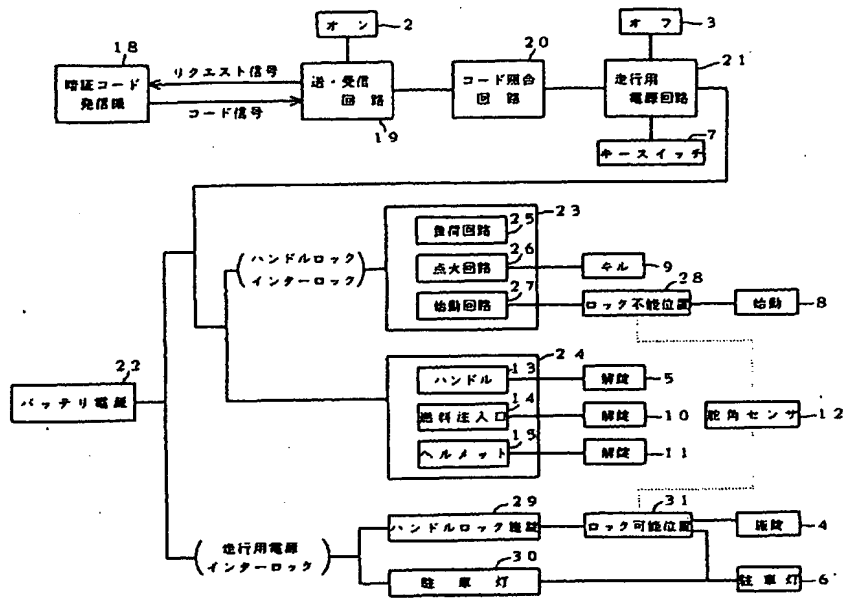 オン
2
オフ
3
18
20
21
リクエスト信号
暗証コード
発信機
送・受信
回路
コード照合
回路
走行用
電源回路
コード信号
19
7
キースイッチ
23
25
負荷回路
(ハンドルロック
インターロック)
26
点火回路
キル
9
28
27
始動回路
ロック不能位置
始動
8
24
22
13
ハンドル
解錠
5
バッテリ電源
14
燃料注入口
解錠
10
舵角センサ
12
15
ヘルメット
解錠
11
29
31
ハンドルロック施錠
ロック可能位置
施錠
4
(走行用電源
インターロック)
30
駐車灯
駐車灯
6